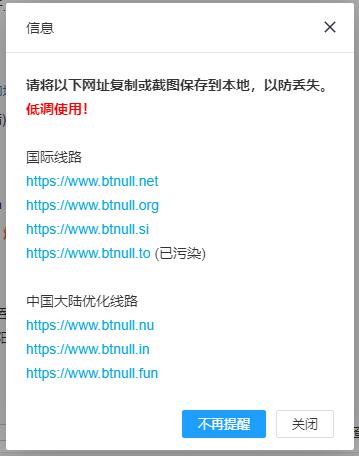 信息
请将以下网址复制或截图保存到本地，以防丢失。
低调使用！
国际线路
https://www.btnull.net
https://www.btnull.org
https://www.btnull.si
https://www.btnull.to (已污染)
中国大陆优化线路
https://www.btnull.nu
https://www.btnull.in
https://www.btnull.fun
不再提醒 关闭